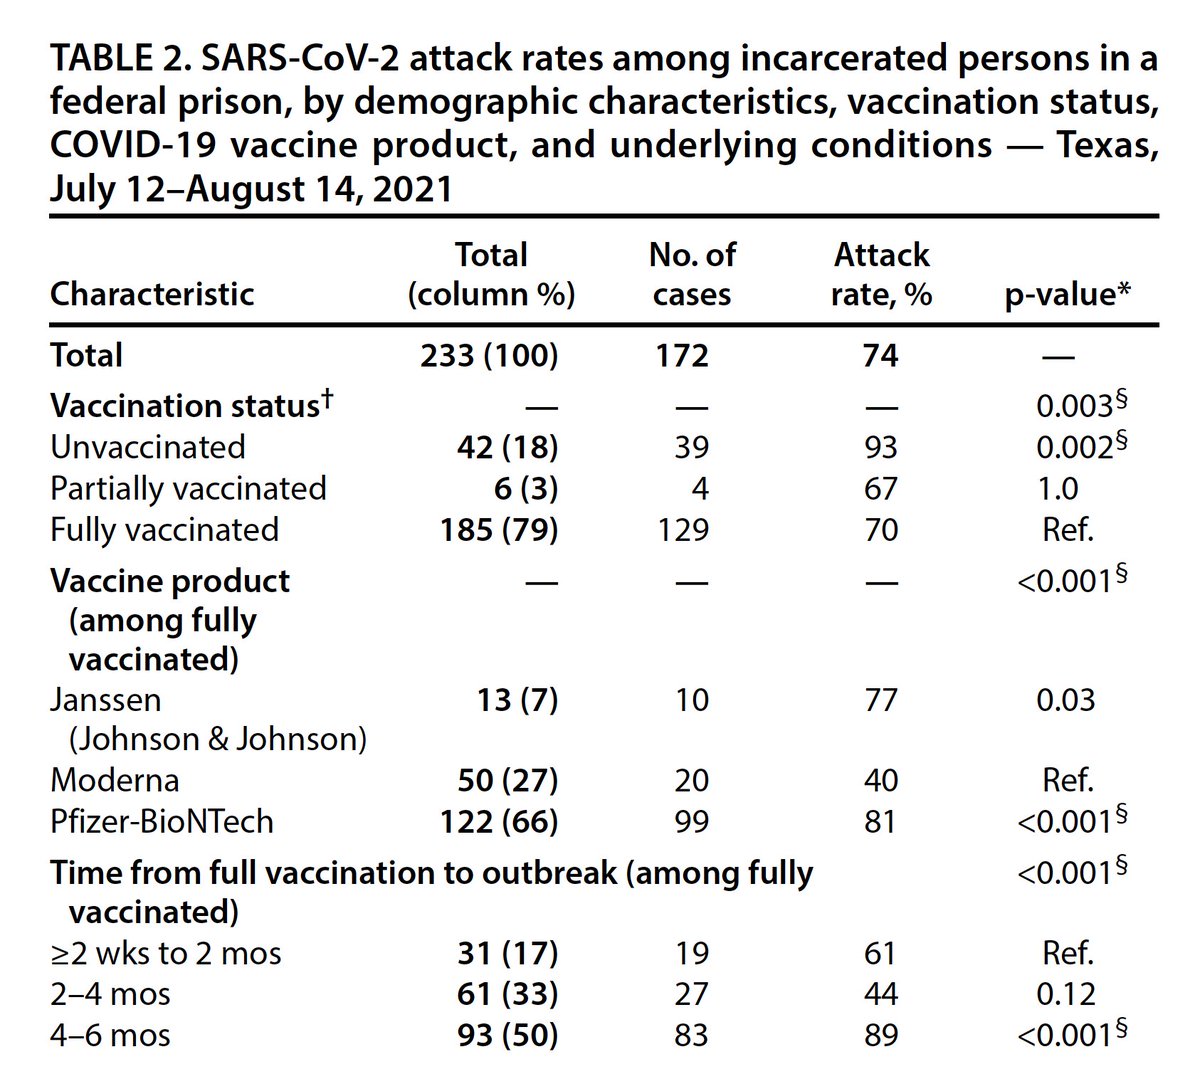 TABLE 2. SARS-CoV-2 attack rates among incarcerated persons in a
federal prison, by demographic characteristics, vaccination status,
COVID-19 vaccine product, and underlying conditions — Texas,
July 12–August 14, 2021
Characteristic Total (column %) No. of cases Attack rate, % p-value*
Total 233 (100) 172 74 —
Vaccination status† — — — 0.003§
Unvaccinated 42 (18) 39 93 0.002§
Partially vaccinated 6 (3) 4 67 1.0
Fully vaccinated 185 (79) 129 70 Ref.
Vaccine product — — — <0.001§
(among fully
vaccinated)
Janssen 13 (7) 10 77 0.03
(Johnson & Johnson)
Moderna 50 (27) 20 40 Ref.
Pfizer-BioNTech 122 (66) 99 81 <0.001§
Time from full vaccination to outbreak (among fully <0.001§
vaccinated)
≥2 wks to 2 mos 31 (17) 19 61 Ref.
2–4 mos 61 (33) 27 44 0.12
4–6 mos 93 (50) 83 89 <0.001§